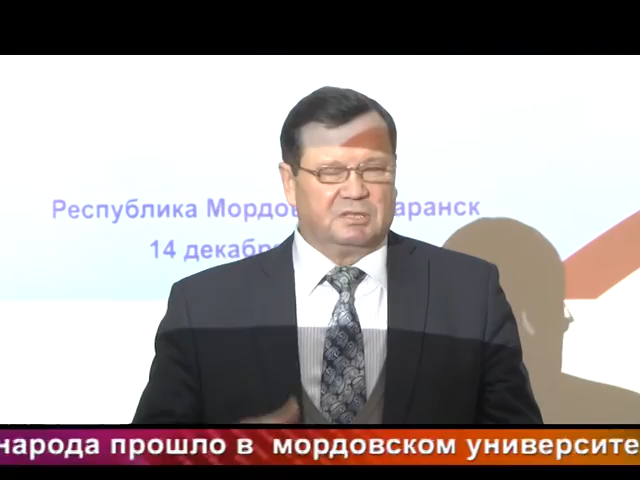 Республика Мордов аранск
14 декабр
народа прошло в мордовском университе